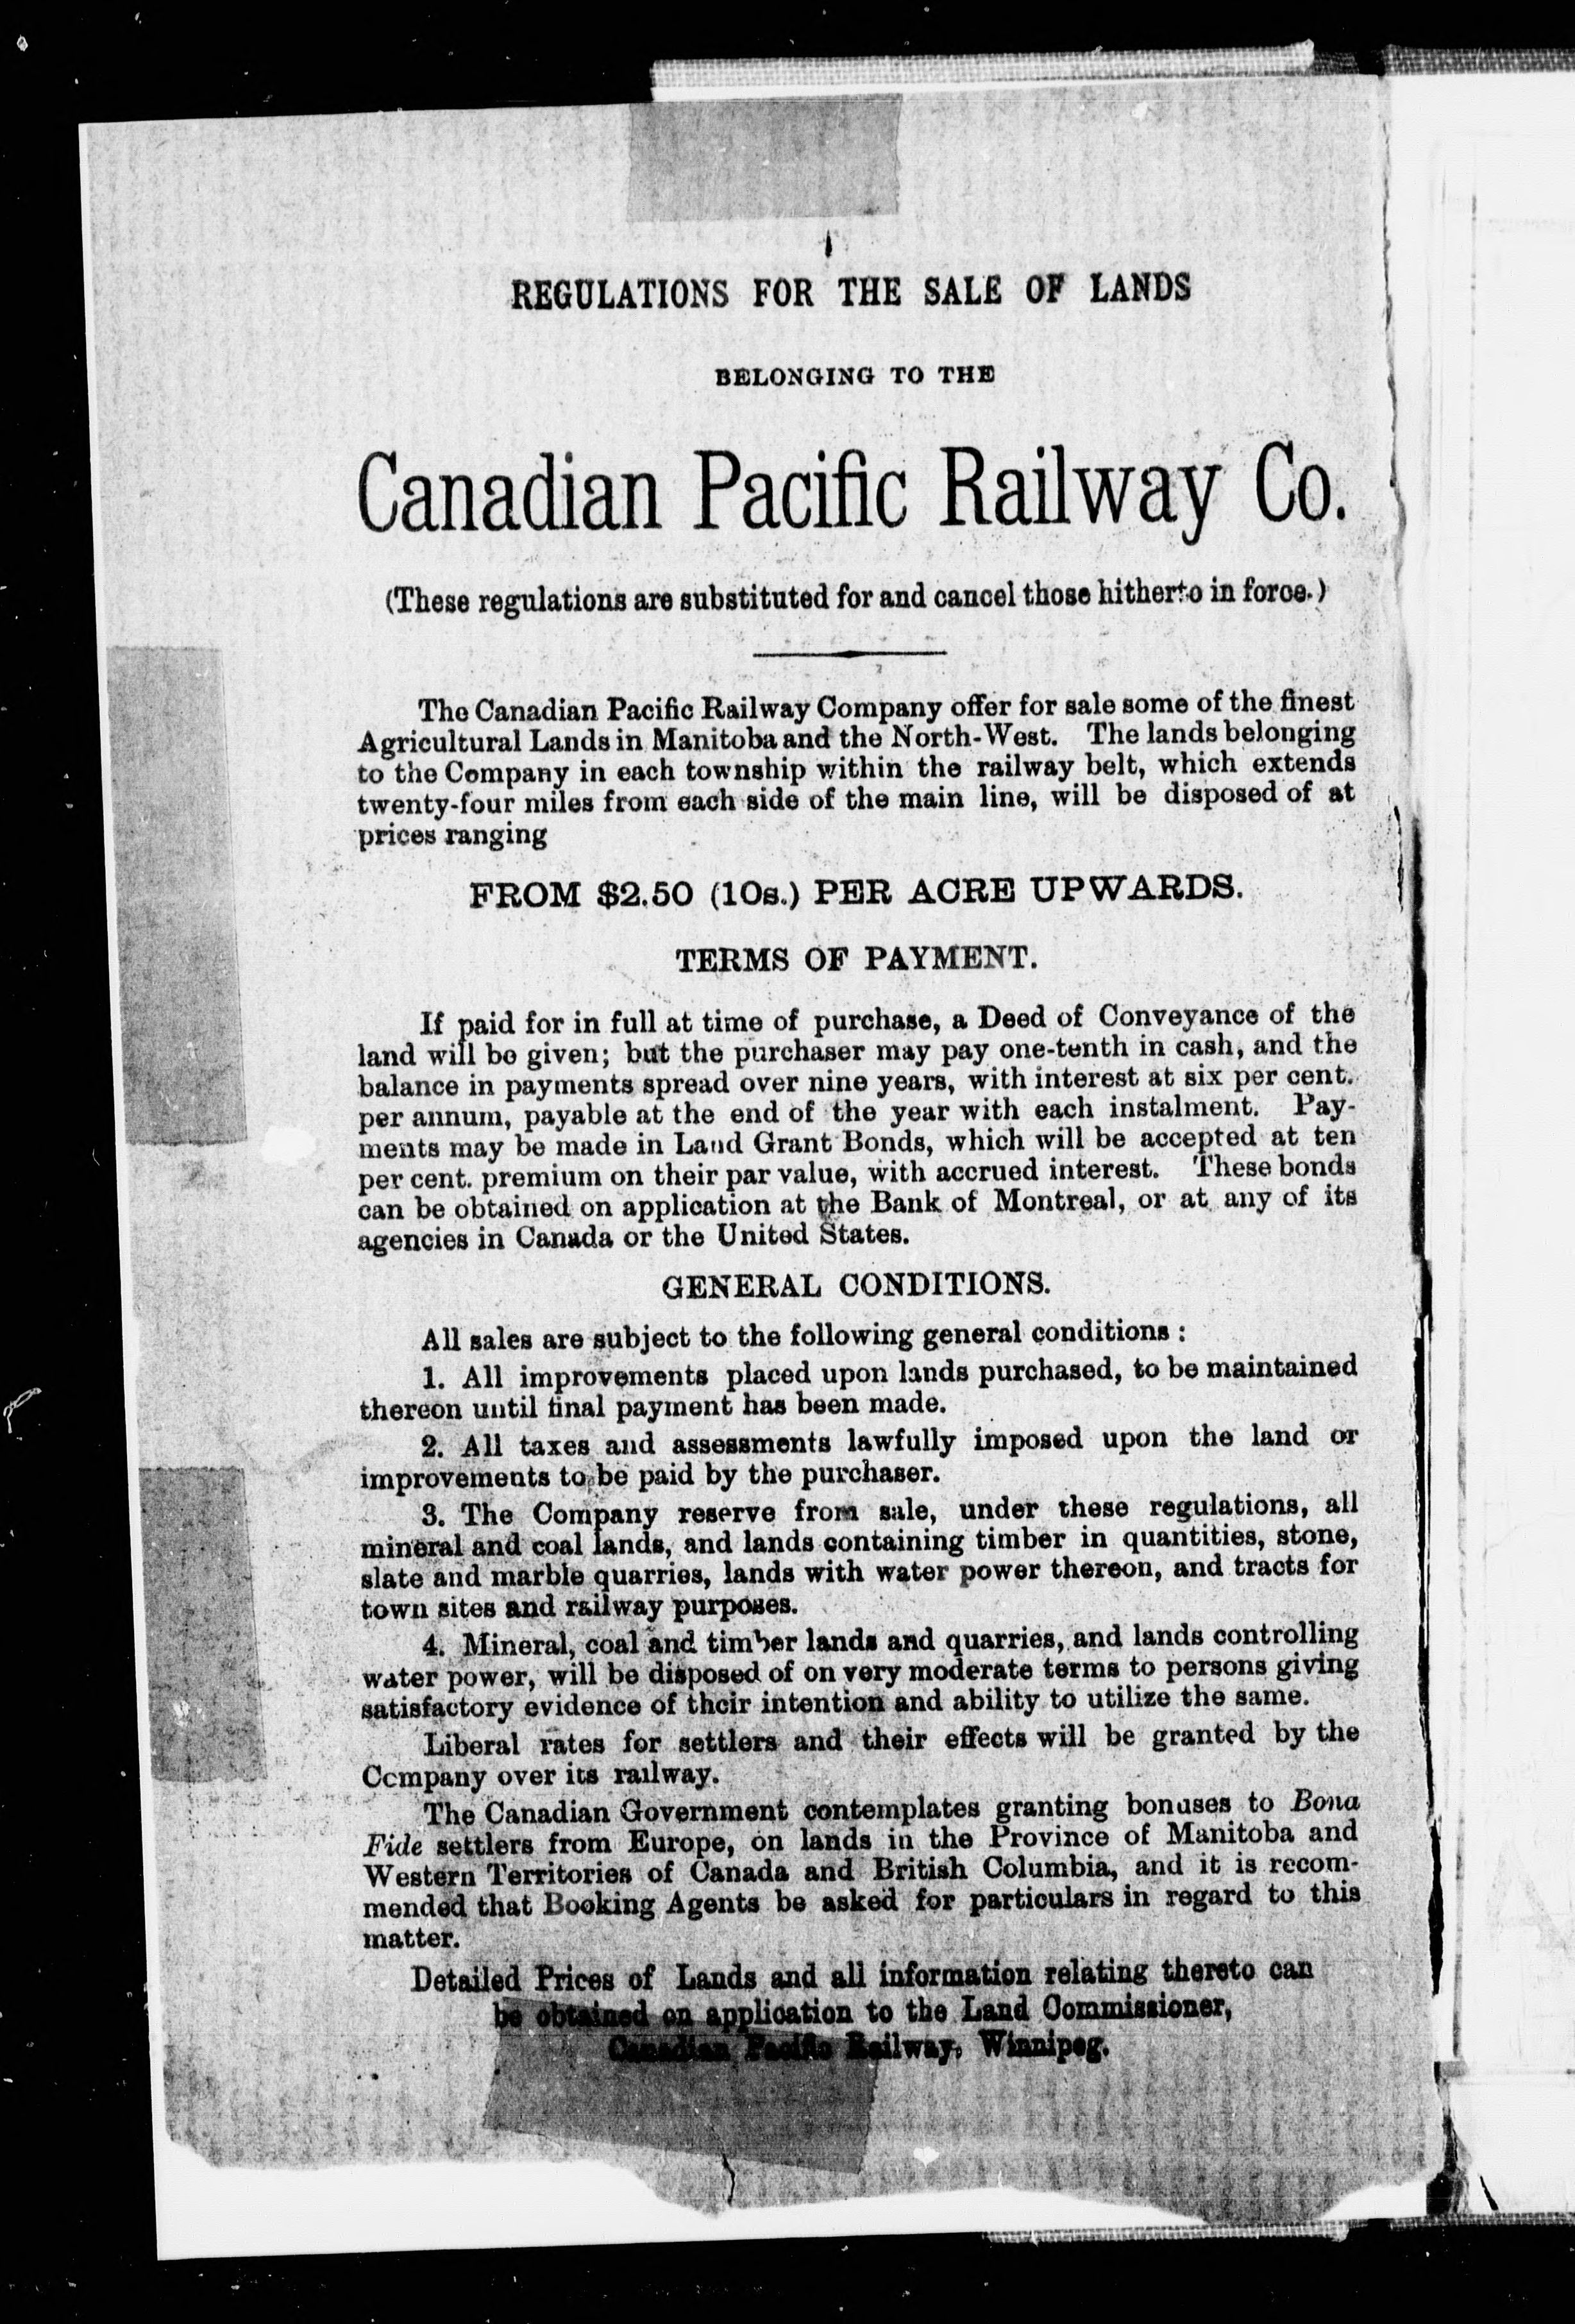 REGULATIONS FOR THE SALE OF LANDS
BELONGING TO THE
Canadian Pacific Railway Co.
(These regulations are substituted for and cancel those hitherto in force.)
The Canadian Pacific Railway Company offer for sale some of the finest
Agricultural Lands in Manitoba and the North-West. The lands belonging
to the Company in each township within the railway belt, which extends
twenty-four miles from each side of the main line, will be disposed of at
prices ranging
FROM $2.50 (10s.) PER ACRE UPWARDS.
TERMS OF PAYMENT.
If paid for in full at time of purchase, a Deed of Conveyance of the
land will be given; but the purchaser may pay one-tenth in cash, and the
balance in payments spread over nine years, with interest at six per cent.
per annum, payable at the end of the year with each instalment. Pay-
ments may be made in Land Grant Bonds, which will be accepted at ten
per cent. premium on their par value, with accrued interest. These bonds
can be obtained on application at the Bank of Montreal, or at any of its
agencies in Canada or the United States.
GENERAL CONDITIONS.
All sales are subject to the following general conditions :
1. All improvements placed upon lands purchased, to be maintained
thereon until final payment has been made.
2. All taxes and assessments lawfully imposed upon the land or
improvements to be paid by the purchaser.
3. The Company reserve from sale, under these regulations, all
mineral and coal lands, and lands containing timber in quantities, stone,
slate and marble quarries, lands with water power thereon, and tracts for
town sites and railway purposes.
4. Mineral, coal and timber lands and quarries, and lands controlling
water power, will be disposed of on very moderate terms to persons giving
satisfactory evidence of their intention and ability to utilize the same.
Liberal rates for settlers and their effects will be granted by the
Company over its railway.
The Canadian Government contemplates granting bonuses to Bona
Fide settlers from Europe, on lands in the Province of Manitoba and
Western Territories of Canada and British Columbia, and it is recom-
mended that Booking Agents be asked for particulars in regard to this
matter.
Detailed Prices of Lands and all information relating thereto can
be obtained on application to the Land Commissioner,
Canadian Pacific Railway, Winnipeg.